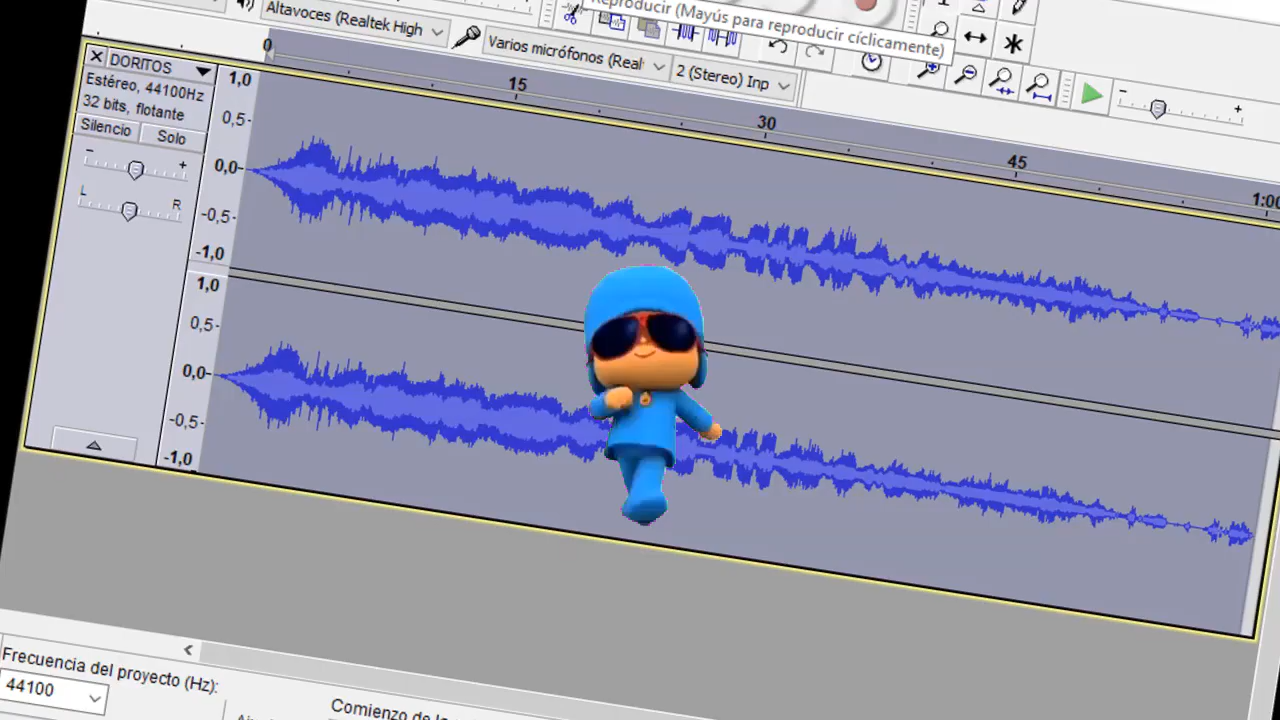 Reproducir (Mayús para reproducir cíclicamente)
Altavoces (Realtek High
Varios micrófonos (Real
2 (Stereo) Inp
0
15
30
45
1:00
DORITOS
Estéreo, 44100Hz
32 bits, flotante
Silencio Solo
- +
L R
1,0
0,5-
0,0-
-0,5-
-1,0
1,0
0,5-
0,0-
-0,5-
-1,0
- +
Frecuencia del proyecto (Hz):
44100
Comienzo de la